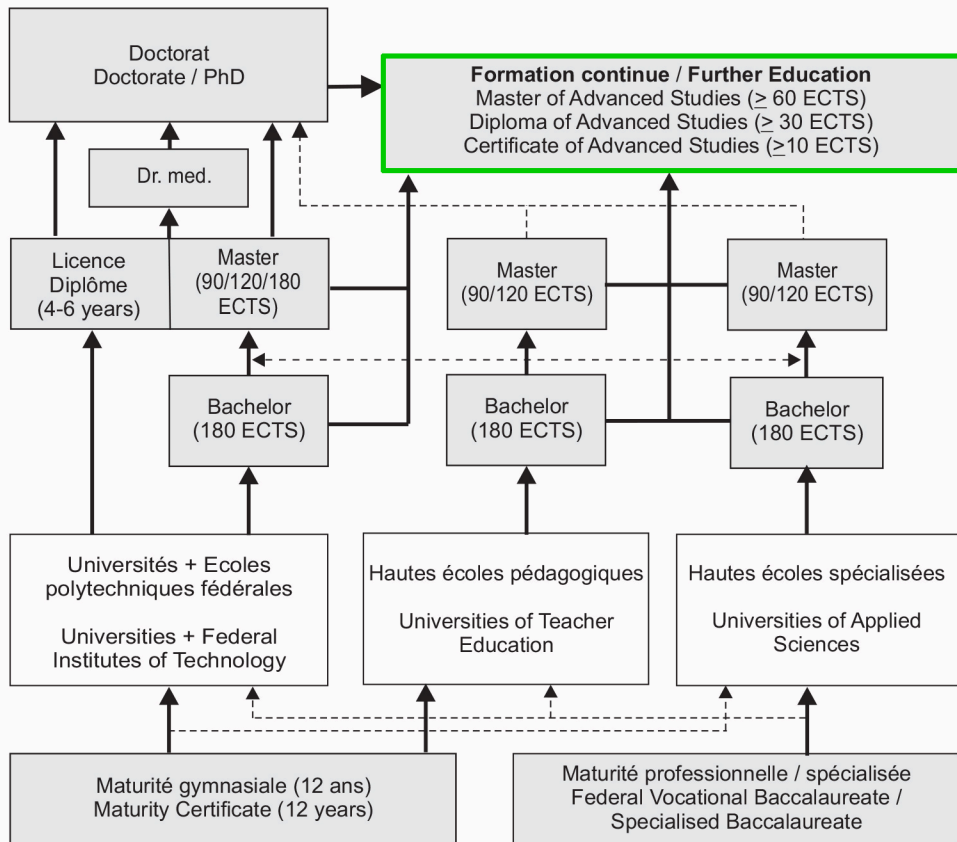 Doctorat
Doctorate / PhD
Formation continue / Further Education
Master of Advanced Studies (≥ 60 ECTS)
Diploma of Advanced Studies (≥ 30 ECTS)
Certificate of Advanced Studies (≥10 ECTS)
Dr. med.
Licence
Diplôme
(4-6 years)
Master
(90/120/180
ECTS)
Master
(90/120 ECTS)
Master
(90/120 ECTS)
Bachelor
(180 ECTS)
Bachelor
(180 ECTS)
Bachelor
(180 ECTS)
Universités + Ecoles
polytechniques fédérales
Universities + Federal
Institutes of Technology
Hautes écoles pédagogiques
Universities of Teacher
Education
Hautes écoles spécialisées
Universities of Applied
Sciences
Maturité gymnasiale (12 ans)
Maturity Certificate (12 years)
Maturité professionnelle / spécialisée
Federal Vocational Baccalaureate /
Specialised Baccalaureate